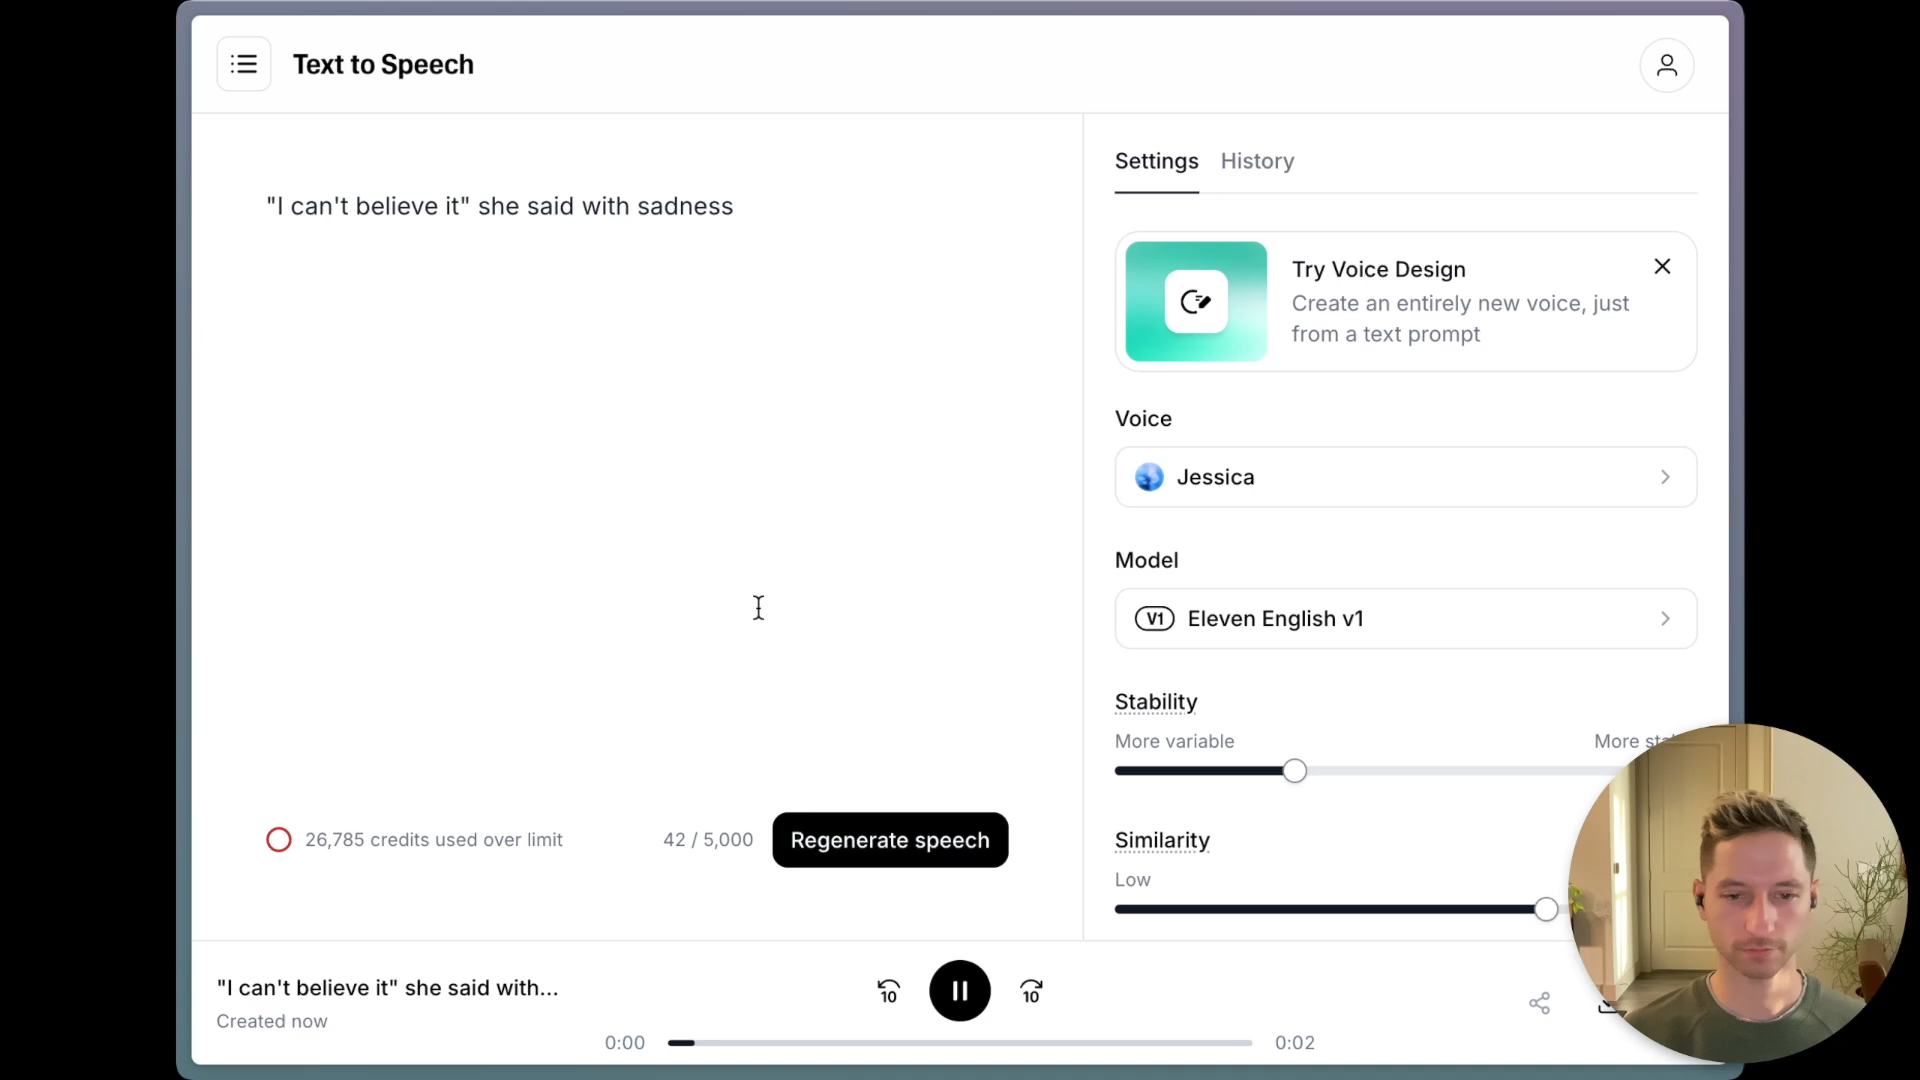 Text to Speech
"I can't believe it" she said with sadness
Settings
History
Try Voice Design
Create an entirely new voice, just
from a text prompt
Voice
Jessica
Model
V1 Eleven English v1
Stability
More variable
More
26,785 credits used over limit
42 / 5,000
Regenerate speech
Similarity
Low
"I can't believe it" she said with...
Created now
10
10
0:00
0:02